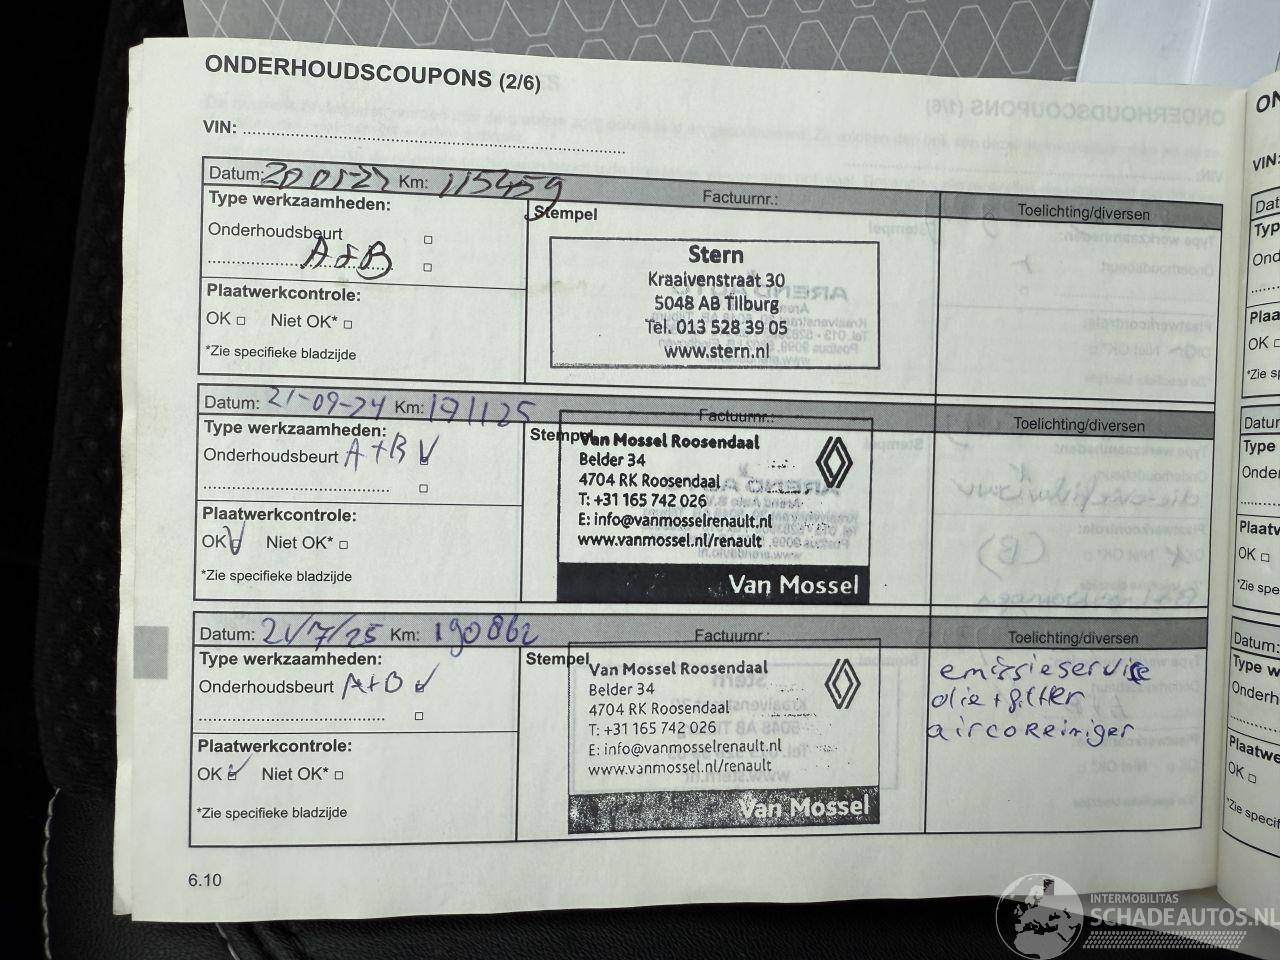 ONDERHOUDSCOUPONS (2/6)
VIN:
Datum: Km: 115459 Factuurnr.:
Type werkzaamheden:
Onderhoudsbeurt
A+B
Plaatwerkcontrole:
OK Niet OK*
*Zie specifieke bladzijde
Stempel
Stern
Kraaivenstraat 30
5048 AB Tilburg
Tel. 013 528 39 05
www.stern.nl
Toelichting/diversen
Datum: 21-09-24 Km: 171125 Factuurnr.:
Type werkzaamheden:
Onderhoudsbeurt A+B
Plaatwerkcontrole:
OK Niet OK*
*Zie specifieke bladzijde
Stempel
Van Mossel Roosendaal
Belder 34
4704 RK Roosendaal
T: +31 165 742 026
E: info@vanmosselrenault.nl
www.vanmossel.nl/renault
Van Mossel
Toelichting/diversen
Datum: 21/7/25 Km: 190862 Factuurnr.:
Type werkzaamheden:
Onderhoudsbeurt A+B
Plaatwerkcontrole:
OK Niet OK*
*Zie specifieke bladzijde
Stempel
Van Mossel Roosendaal
Belder 34
4704 RK Roosendaal
T: +31 165 742 026
E: info@vanmosselrenault.nl
www.vanmossel.nl/renault
Van Mossel
Toelichting/diversen
emissieservise
olie + filter
aircoreiniger
6.10
VIN:
INTERMOBILITAS
SCHADEAUTOS.NL